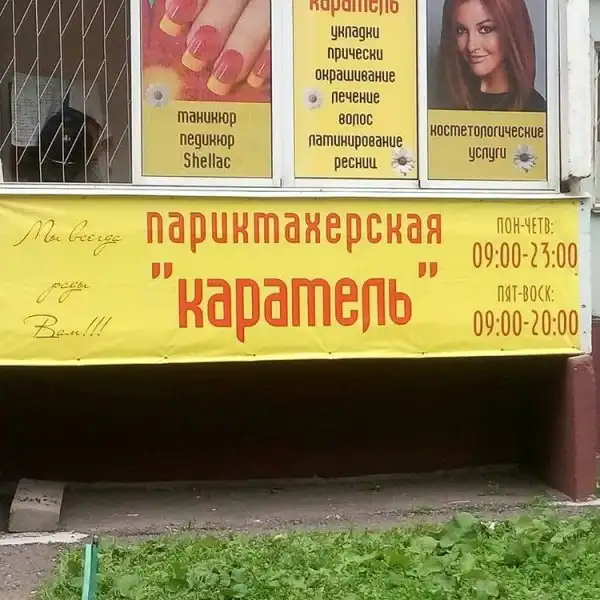 маникюр
педикюр
Shellac
карамель
укладки
прически
окрашивание
лечение
волос
ламинирование
ресниц
косметологические
услуги
Мы всегда
рады
Вам!!!
парикмахерская
"карамель"
ПОН-ЧЕТВ:
09:00-23:00
ПЯТ-ВОСК:
09:00-20:00